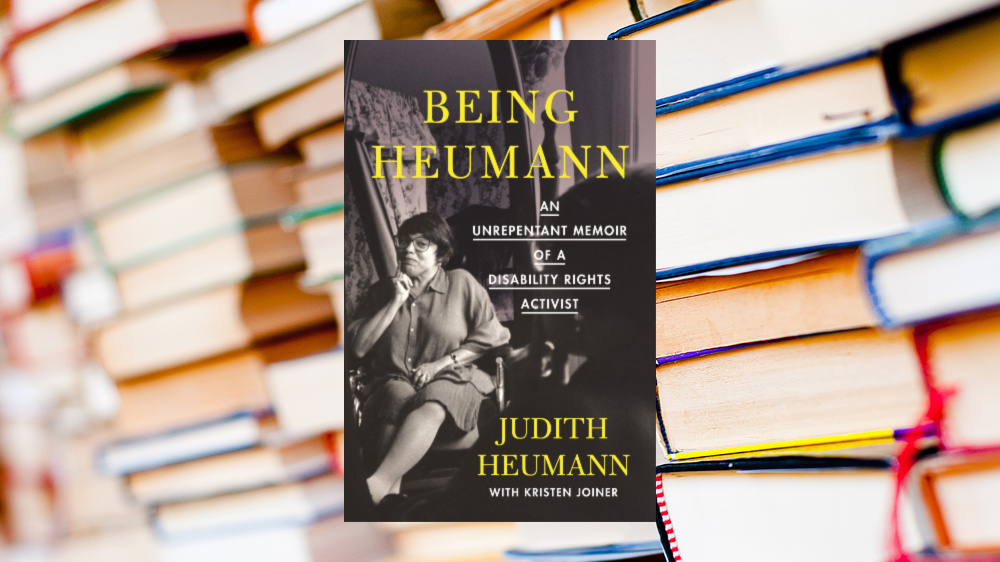 BEING
HEUMANN
AN
UNREPENTANT MEMOIR
OF A
DISABILITY RIGHTS
ACTIVIST
JUDITH
HEUMANN
WITH KRISTEN JOINER